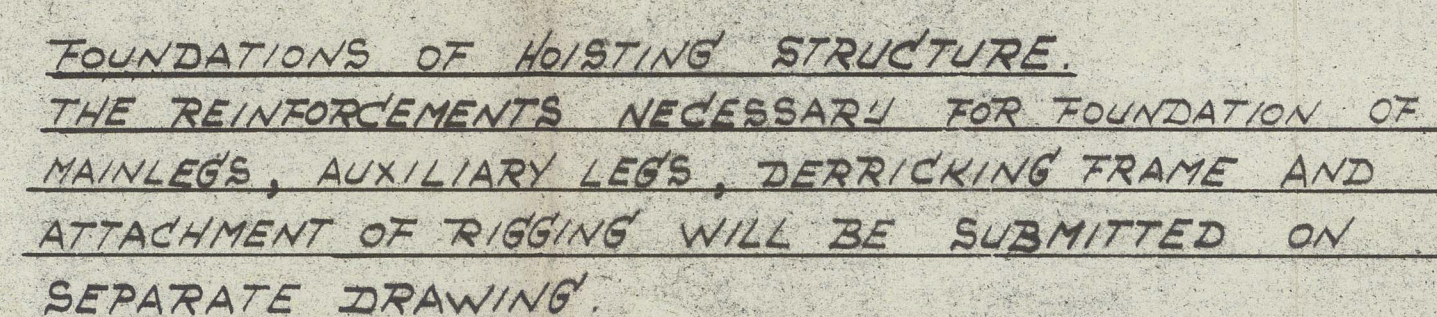 FOUNDATIONS OF HOISTING STRUCTURE.
THE REINFORCEMENTS NECESSARY FOR FOUNDATION OF
MAINLEGS, AUXILIARY LEGS, DERRICKING FRAME AND
ATTACHMENT OF RIGGING WILL BE SUBMITTED ON
SEPARATE DRAWING.